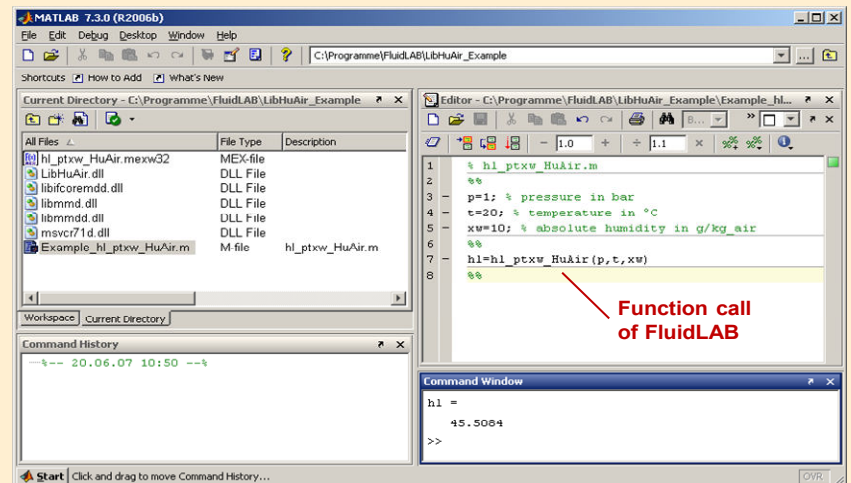 MATLAB 7.3.0 (R2006b)
File Edit Debug Desktop Window Help
C:\Programme\FluidLAB\LibHuAir_Example
Shortcuts How to Add What's New
Current Directory - C:\Programme\FluidLAB\LibHuAir_Example
All Files File Type Description
hl_ptxw_HuAir.mexw32 MEX-file
LibHuAir.dll DLL File
libifcoremdd.dll DLL File
libmmd.dll DLL File
libmmdd.dll DLL File
msvcr71d.dll DLL File
Example_hl_ptxw_HuAir.m M-file hl_ptxw_HuAir.m
Workspace Current Directory
Command History
%-- 20.06.07 10:50 --%
Editor - C:\Programme\FluidLAB\LibHuAir_Example\Example_hl...
B...
1.0 + ÷ 1.1 ×
1 % hl_ptxw_HuAir.m
2 %%
3 - p=1; % pressure in bar
4 - t=20; % temperature in °C
5 - xw=10; % absolute humidity in g/kg_air
6 %%
7 - hl=hl_ptxw_HuAir(p,t,xw)
8 %%
Function call
of FluidLAB
Command Window
hl =
45.5084
>>
Start Click and drag to move Command History...
OVR